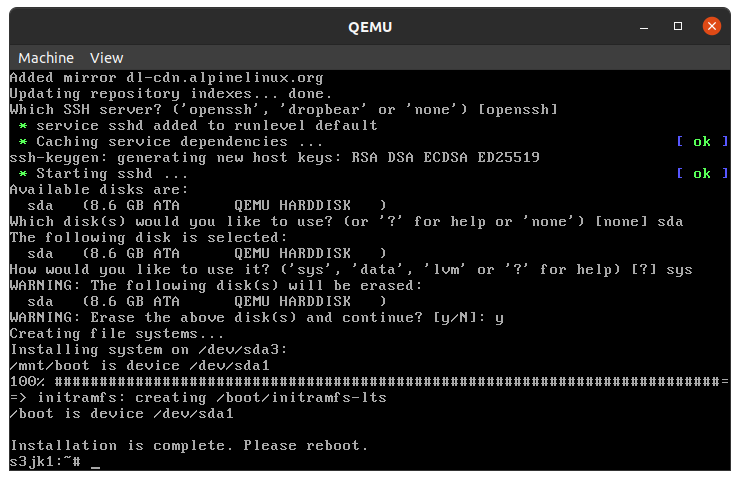 QEMU
Machine View
Added mirror dl-cdn.alpinelinux.org
Updating repository indexes... done.
Which SSH server? ('openssh', 'dropbear' or 'none') [openssh]
 * service sshd added to runlevel default
 * Caching service dependencies ... [ ok ]
ssh-keygen: generating new host keys: RSA DSA ECDSA ED25519
 * Starting sshd ... [ ok ]
Available disks are:
  sda   (8.6 GB ATA      QEMU HARDDISK   )
Which disk(s) would you like to use? (or '?' for help or 'none') [none] sda
The following disk is selected:
  sda   (8.6 GB ATA      QEMU HARDDISK   )
How would you like to use it? ('sys', 'data', 'lvm' or '?' for help) [?] sys
WARNING: The following disk(s) will be erased:
  sda   (8.6 GB ATA      QEMU HARDDISK   )
WARNING: Erase the above disk(s) and continue? [y/N]: y
Creating file systems...
Installing system on /dev/sda3:
/mnt/boot is device /dev/sda1
100% ##########################################################################=
=> initramfs: creating /boot/initramfs-lts
/boot is device /dev/sda1
Installation is complete. Please reboot.
s3jk1:~# _